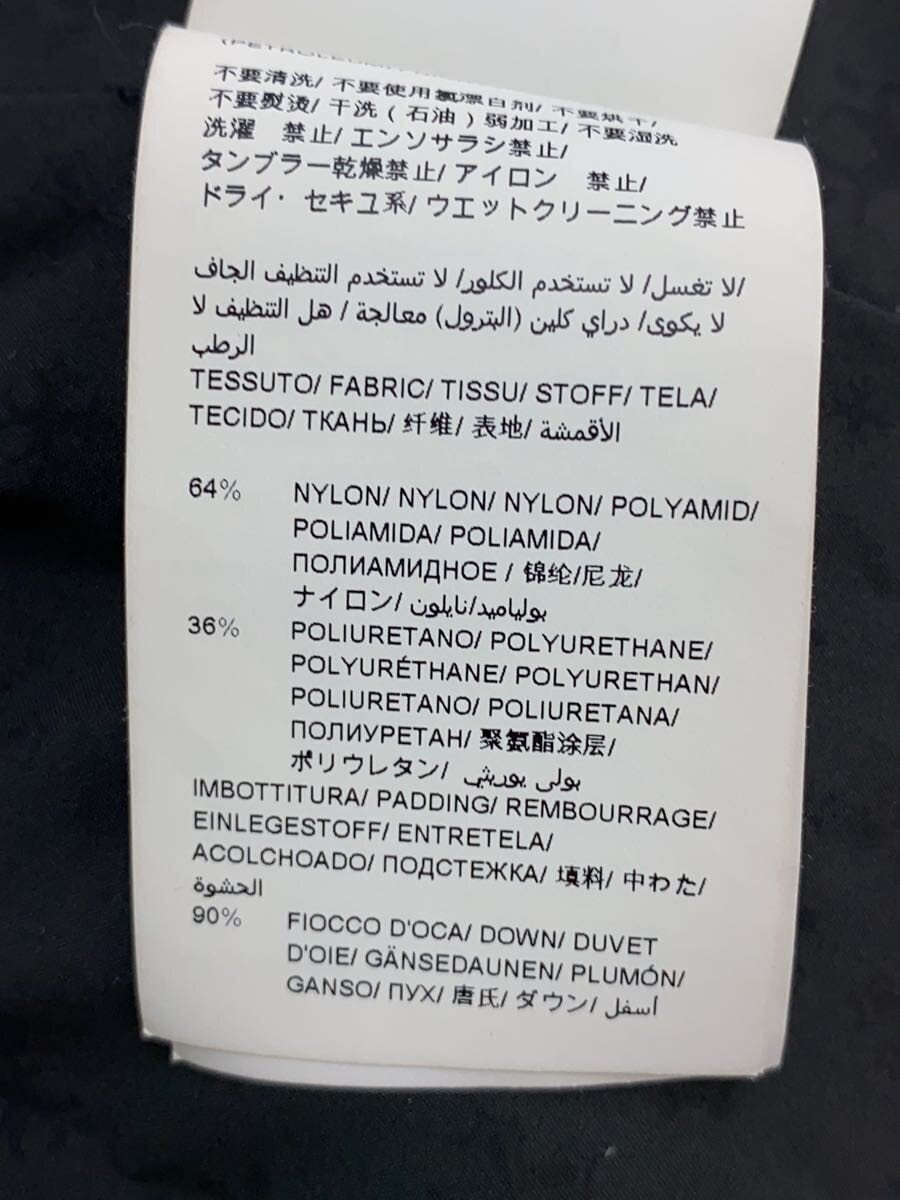 不要清洗/ 不要使用氯漂白剂/ 不要烘干/
不要熨烫/ 干洗 ( 石油 ) 弱加工/ 不要湿洗
洗濯 禁止/ エンソサラシ禁止/
タンブラー乾燥禁止/ アイロン 禁止/
ドライ・セキユ系/ ウエットクリーニング禁止
/لا تغسل/ لا تستخدم الكلور/ لا تستخدم التنظيف الجاف
لا يكوى/ دراي كلين (البترول) معالجة / هل التنظيف لا
الرطب
TESSUTO/ FABRIC/ TISSU/ STOFF/ TELA/
TECIDO/ ТКАНЬ/ 纤维/ 表地/ الأقمشة
64% NYLON/ NYLON/ NYLON/ POLYAMID/
POLIAMIDA/ POLIAMIDA/
ПОЛИАМИДНОЕ / 锦纶/尼龙/
ナイロン/ بولياميد/نايلون
36% POLIURETANO/ POLYURETHANE/
POLYURÉTHANE/ POLYURETHAN/
POLIURETANO/ POLIURETANA/
ПОЛИУРЕТАН/ 聚氨酯涂层/
ポリウレタン/ بولى يوريثي
IMBOTTITURA/ PADDING/ REMBOURRAGE/
EINLEGESTOFF/ ENTRETELA/
ACOLCHOADO/ ПОДСТЕЖКА/ 填料/ 中わた/
الحشوة
90% FIOCCO D'OCA/ DOWN/ DUVET
D'OIE/ GÄNSEDAUNEN/ PLUMÓN/
GANSO/ ПУХ/ 唐氏/ ダウン/ أسفل